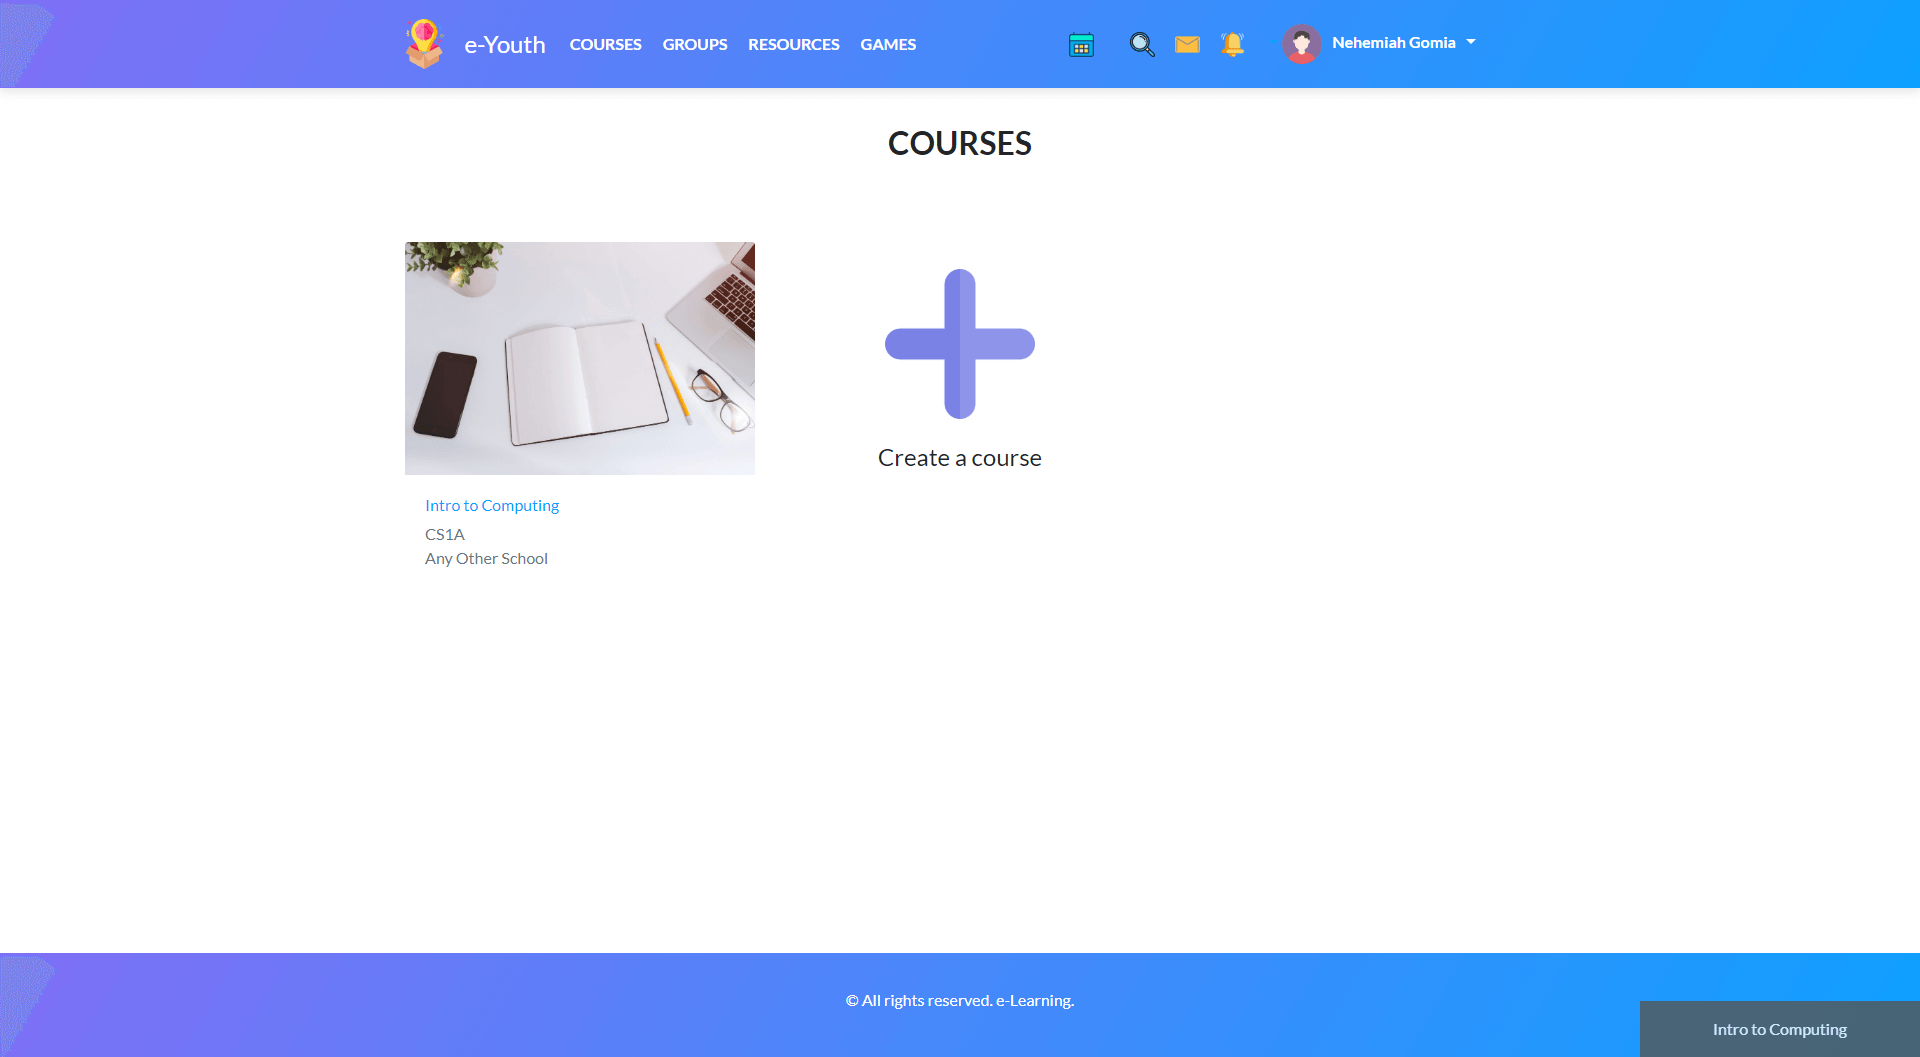 e-Youth COURSES GROUPS RESOURCES GAMES Nehemiah Gomia
COURSES
Create a course
Intro to Computing
CS1A
Any Other School
© All rights reserved. e-Learning.
Intro to Computing